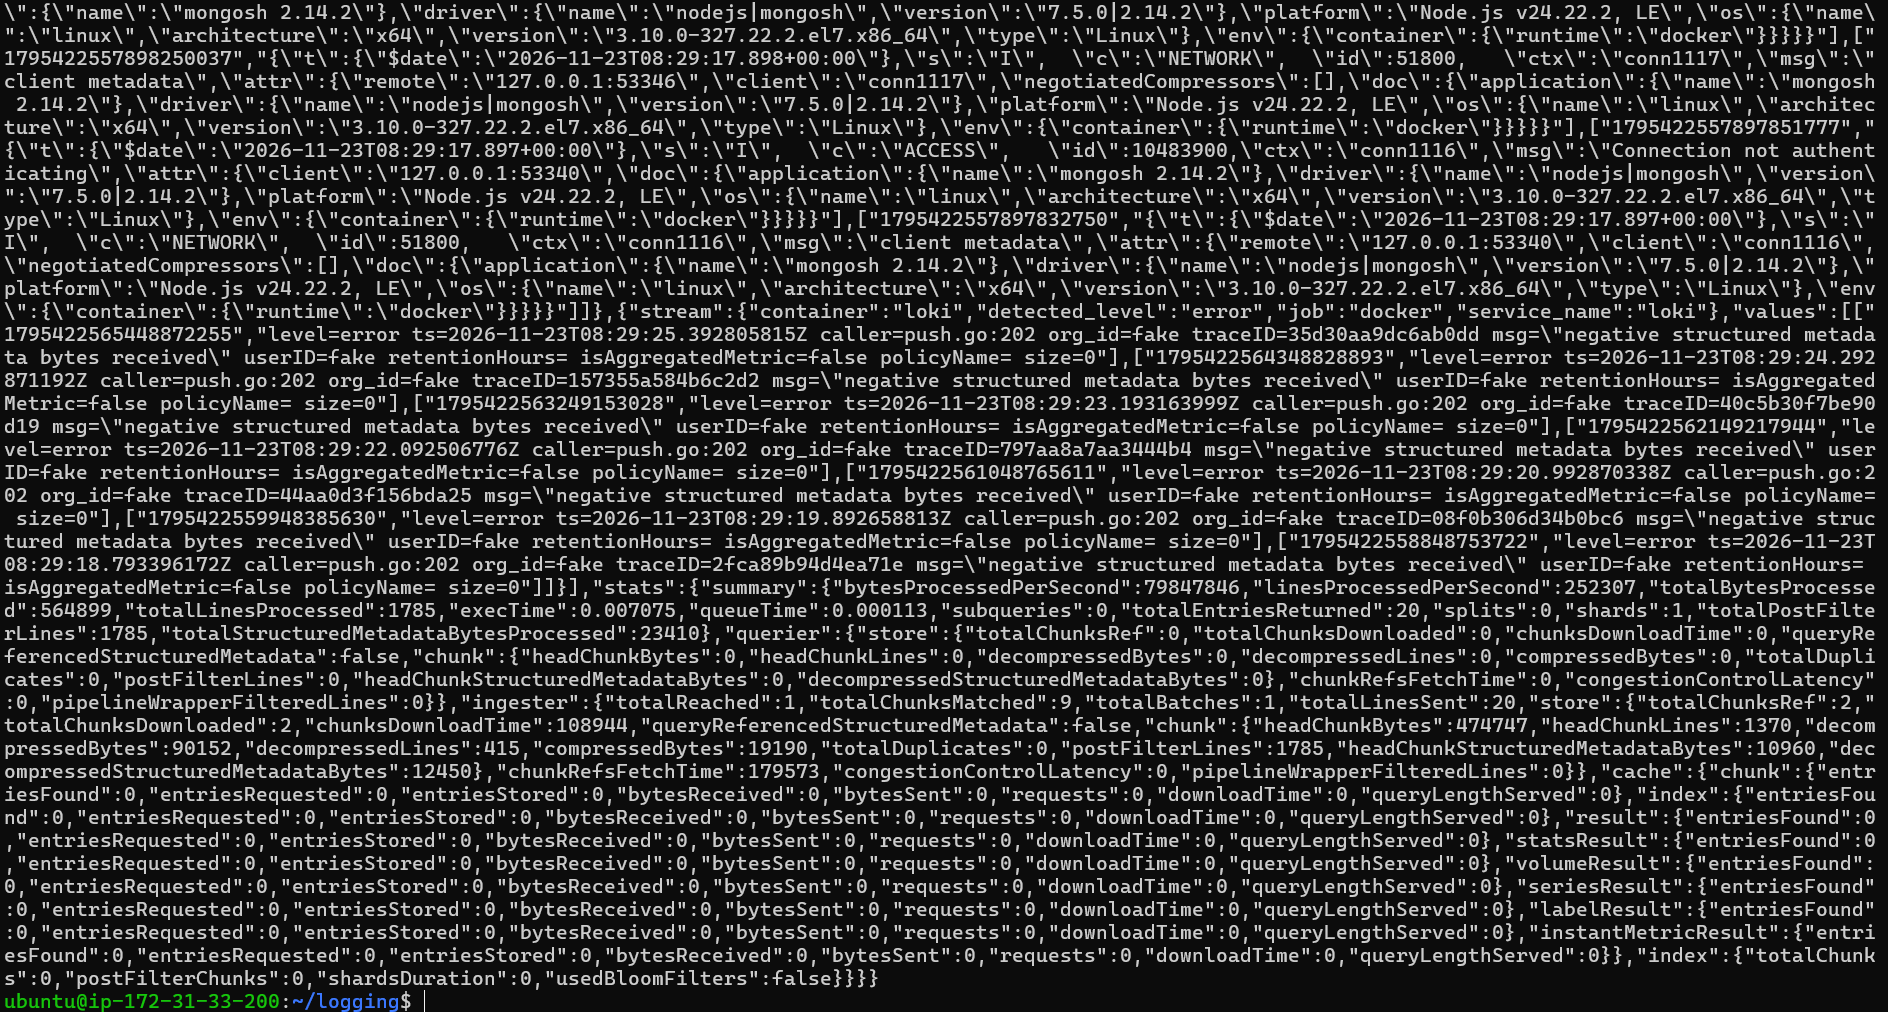 \":{\"name\":\"mongosh 2.14.2\"},\"driver\":{\"name\":\"nodejs|mongosh\",\"version\":\"7.5.0|2.14.2\"},\"platform\":\"Node.js v24.22.2, LE\",\"os\":{\"name\
":\"linux\",\"architecture\":\"x64\",\"version\":\"3.10.0-327.22.2.el7.x86_64\",\"type\":\"Linux\"},\"env\":{\"container\":{\"runtime\":\"docker\"}}}}}"],["
1795422557898250037","{\"t\":{\"$date\":\"2026-11-23T08:29:17.898+00:00\"},\"s\":\"I\",  \"c\":\"NETWORK\",  \"id\":51800,   \"ctx\":\"conn1117\",\"msg\":\"
client metadata\",\"attr\":{\"remote\":\"127.0.0.1:53346\",\"client\":\"conn1117\",\"negotiatedCompressors\":[],\"doc\":{\"application\":{\"name\":\"mongosh
 2.14.2\"},\"driver\":{\"name\":\"nodejs|mongosh\",\"version\":\"7.5.0|2.14.2\"},\"platform\":\"Node.js v24.22.2, LE\",\"os\":{\"name\":\"linux\",\"architec
ture\":\"x64\",\"version\":\"3.10.0-327.22.2.el7.x86_64\",\"type\":\"Linux\"},\"env\":{\"container\":{\"runtime\":\"docker\"}}}}}"],["1795422557897851777","
{\"t\":{\"$date\":\"2026-11-23T08:29:17.897+00:00\"},\"s\":\"I\",  \"c\":\"ACCESS\",   \"id\":10483900,\"ctx\":\"conn1116\",\"msg\":\"Connection not authent
icating\",\"attr\":{\"client\":\"127.0.0.1:53340\",\"doc\":{\"application\":{\"name\":\"mongosh 2.14.2\"},\"driver\":{\"name\":\"nodejs|mongosh\",\"version\
":\"7.5.0|2.14.2\"},\"platform\":\"Node.js v24.22.2, LE\",\"os\":{\"name\":\"linux\",\"architecture\":\"x64\",\"version\":\"3.10.0-327.22.2.el7.x86_64\",\"t
ype\":\"Linux\"},\"env\":{\"container\":{\"runtime\":\"docker\"}}}}}"],["1795422557897832750","{\"t\":{\"$date\":\"2026-11-23T08:29:17.897+00:00\"},\"s\":\"
I\",  \"c\":\"NETWORK\",  \"id\":51800,   \"ctx\":\"conn1116\",\"msg\":\"client metadata\",\"attr\":{\"remote\":\"127.0.0.1:53340\",\"client\":\"conn1116\",
\"negotiatedCompressors\":[],\"doc\":{\"application\":{\"name\":\"mongosh 2.14.2\"},\"driver\":{\"name\":\"nodejs|mongosh\",\"version\":\"7.5.0|2.14.2\"},\"
platform\":\"Node.js v24.22.2, LE\",\"os\":{\"name\":\"linux\",\"architecture\":\"x64\",\"version\":\"3.10.0-327.22.2.el7.x86_64\",\"type\":\"Linux\"},\"env
\":{\"container\":{\"runtime\":\"docker\"}}}}}"]]},{"stream":{"container":"loki","detected_level":"error","job":"docker","service_name":"loki"},"values":[["
1795422565448872255","level=error ts=2026-11-23T08:29:25.392805815Z caller=push.go:202 org_id=fake traceID=35d30aa9dc6ab0dd msg=\"negative structured metada
ta bytes received\" userID=fake retentionHours= isAggregatedMetric=false policyName= size=0"],["1795422564348828893","level=error ts=2026-11-23T08:29:24.292
871192Z caller=push.go:202 org_id=fake traceID=157355a584b6c2d2 msg=\"negative structured metadata bytes received\" userID=fake retentionHours= isAggregated
Metric=false policyName= size=0"],["1795422563249153028","level=error ts=2026-11-23T08:29:23.193163999Z caller=push.go:202 org_id=fake traceID=40c5b30f7be90
d19 msg=\"negative structured metadata bytes received\" userID=fake retentionHours= isAggregatedMetric=false policyName= size=0"],["1795422562149217944","le
vel=error ts=2026-11-23T08:29:22.092506776Z caller=push.go:202 org_id=fake traceID=797aa8a7aa3444b4 msg=\"negative structured metadata bytes received\" user
ID=fake retentionHours= isAggregatedMetric=false policyName= size=0"],["1795422561048765611","level=error ts=2026-11-23T08:29:20.992870338Z caller=push.go:2
02 org_id=fake traceID=44aa0d3f156bda25 msg=\"negative structured metadata bytes received\" userID=fake retentionHours= isAggregatedMetric=false policyName=
 size=0"],["1795422559948385630","level=error ts=2026-11-23T08:29:19.892658813Z caller=push.go:202 org_id=fake traceID=08f0b306d34b0bc6 msg=\"negative struc
tured metadata bytes received\" userID=fake retentionHours= isAggregatedMetric=false policyName= size=0"],["1795422558848753722","level=error ts=2026-11-23T
08:29:18.793396172Z caller=push.go:202 org_id=fake traceID=2fca89b94d4ea71e msg=\"negative structured metadata bytes received\" userID=fake retentionHours=
isAggregatedMetric=false policyName= size=0"]]}],"stats":{"summary":{"bytesProcessedPerSecond":79847846,"linesProcessedPerSecond":252307,"totalBytesProcesse
d":564899,"totalLinesProcessed":1785,"execTime":0.007075,"queueTime":0.000113,"subqueries":0,"totalEntriesReturned":20,"splits":0,"shards":1,"totalPostFilte
rLines":1785,"totalStructuredMetadataBytesProcessed":23410},"querier":{"store":{"totalChunksRef":0,"totalChunksDownloaded":0,"chunksDownloadTime":0,"queryRe
ferencedStructuredMetadata":false,"chunk":{"headChunkBytes":0,"headChunkLines":0,"decompressedBytes":0,"decompressedLines":0,"compressedBytes":0,"totalDupli
cates":0,"postFilterLines":0,"headChunkStructuredMetadataBytes":0,"decompressedStructuredMetadataBytes":0},"chunkRefsFetchTime":0,"congestionControlLatency"
:0,"pipelineWrapperFilteredLines":0}},"ingester":{"totalReached":1,"totalChunksMatched":9,"totalBatches":1,"totalLinesSent":20,"store":{"totalChunksRef":2,"
totalChunksDownloaded":2,"chunksDownloadTime":108944,"queryReferencedStructuredMetadata":false,"chunk":{"headChunkBytes":474747,"headChunkLines":1370,"decom
pressedBytes":90152,"decompressedLines":415,"compressedBytes":19190,"totalDuplicates":0,"postFilterLines":1785,"headChunkStructuredMetadataBytes":10960,"dec
ompressedStructuredMetadataBytes":12450},"chunkRefsFetchTime":179573,"congestionControlLatency":0,"pipelineWrapperFilteredLines":0}},"cache":{"chunk":{"entr
iesFound":0,"entriesRequested":0,"entriesStored":0,"bytesReceived":0,"bytesSent":0,"requests":0,"downloadTime":0,"queryLengthServed":0},"index":{"entriesFou
nd":0,"entriesRequested":0,"entriesStored":0,"bytesReceived":0,"bytesSent":0,"requests":0,"downloadTime":0,"queryLengthServed":0},"result":{"entriesFound":0
,"entriesRequested":0,"entriesStored":0,"bytesReceived":0,"bytesSent":0,"requests":0,"downloadTime":0,"queryLengthServed":0},"statsResult":{"entriesFound":0
,"entriesRequested":0,"entriesStored":0,"bytesReceived":0,"bytesSent":0,"requests":0,"downloadTime":0,"queryLengthServed":0},"volumeResult":{"entriesFound":
0,"entriesRequested":0,"entriesStored":0,"bytesReceived":0,"bytesSent":0,"requests":0,"downloadTime":0,"queryLengthServed":0},"seriesResult":{"entriesFound"
:0,"entriesRequested":0,"entriesStored":0,"bytesReceived":0,"bytesSent":0,"requests":0,"downloadTime":0,"queryLengthServed":0},"labelResult":{"entriesFound"
:0,"entriesRequested":0,"entriesStored":0,"bytesReceived":0,"bytesSent":0,"requests":0,"downloadTime":0,"queryLengthServed":0},"instantMetricResult":{"entri
esFound":0,"entriesRequested":0,"entriesStored":0,"bytesReceived":0,"bytesSent":0,"requests":0,"downloadTime":0,"queryLengthServed":0}},"index":{"totalChunk
s":0,"postFilterChunks":0,"shardsDuration":0,"usedBloomFilters":false}}}}
ubuntu@ip-172-31-33-200:~/logging$